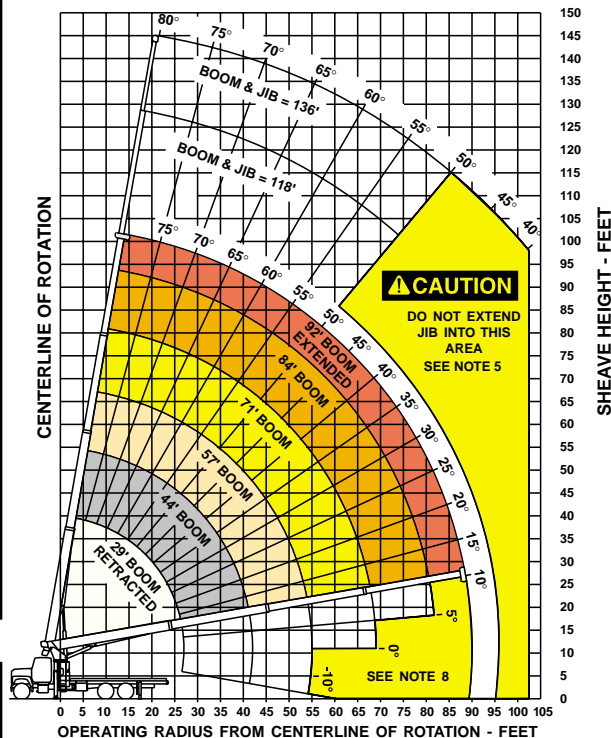 80° 75° 70° 65° 60° 55° 50° 45° 40°
BOOM & JIB = 136'
BOOM & JIB = 118'
75° 70° 65° 60° 55° 50° 45° 40° 35° 30° 25° 20° 15° 10°
92' BOOM
EXTENDED
84' BOOM
71' BOOM
57' BOOM
44' BOOM
29' BOOM
RETRACTED
CAUTION
DO NOT EXTEND
JIB INTO THIS
AREA
SEE NOTE 5
5°
0°
-10°
SEE NOTE 8
CENTERLINE OF ROTATION
150
145
140
135
130
125
120
115
110
105
100
95
90
85
80
75
70
65
60
55
50
45
40
35
30
25
20
15
10
5
0
SHEAVE HEIGHT - FEET
0 5 10 15 20 25 30 35 40 45 50 55 60 65 70 75 80 85 90 95 100 105
OPERATING RADIUS FROM CENTERLINE OF ROTATION - FEET